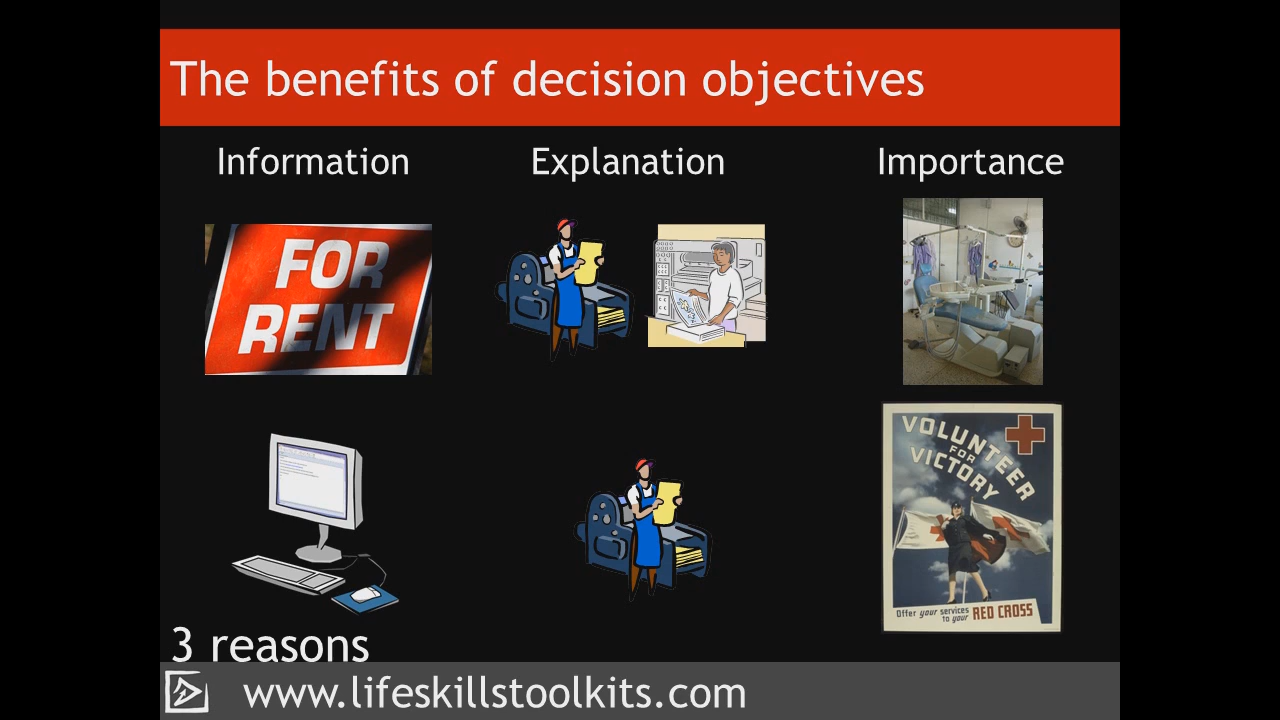 The benefits of decision objectives
Information
Explanation
Importance
FOR
RENT
VOLUNTEER
FOR
VICTORY
Offer your services
to your RED CROSS
3 reasons
www.lifeskillstoolkits.com